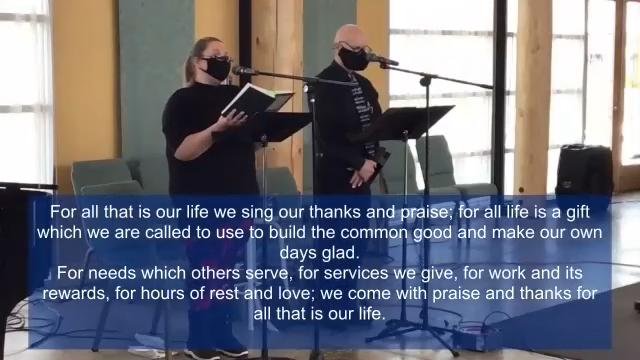 For all that is our life we sing our thanks and praise; for all life is a gift
which we are called to use to build the common good and make our own
days glad.
For needs which others serve, for services we give, for work and its
rewards, for hours of rest and love; we come with praise and thanks for
all that is our life.